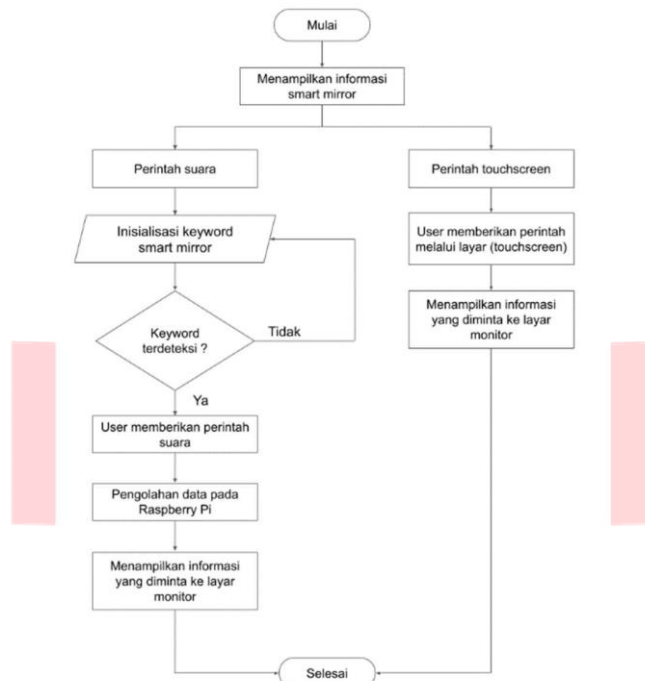 Mulai
Menampilkan informasi
smart mirror
Perintah suara
Perintah touchscreen
Inisialisasi keyword
smart mirror
User memberikan perintah
melalui layar (touchscreen)
Keyword
terdeteksi ?
Tidak
Menampilkan informasi
yang diminta ke layar
monitor
Ya
User memberikan perintah
suara
Pengolahan data pada
Raspberry Pi
Menampilkan informasi
yang diminta ke layar
monitor
Selesai